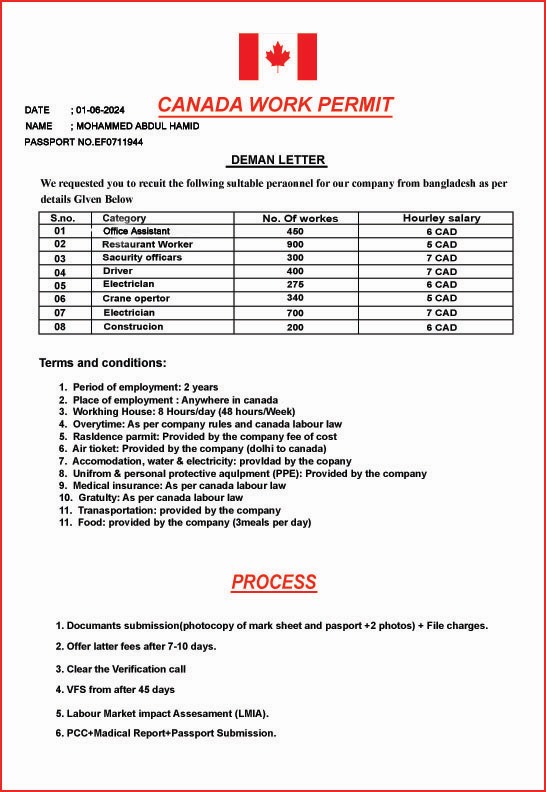 DATE ; 01-06-2024
CANADA WORK PERMIT
NAME ; MOHAMMED ABDUL HAMID
PASSPORT NO.EF0711944
DEMAN LETTER
We requested you to recuit the follwing sultable peraonnel for our company from bangladesh as per
details GIven Below
S.no. Category No. Of workes Hourley salary
01 Office Assistant 450 6 CAD
02 Restaurant Worker 900 5 CAD
03 Sacurity officars 300 7 CAD
04 Driver 400 7 CAD
05 Electrclan 275 6 CAD
06 Crane opertor 340 5 CAD
07 Electrician 700 7 CAD
08 Construcion 200 6 CAD
Terms and conditions:
1. Period of employment: 2 years
2. Place of employment : Anywhere in canada
3. Workhing House: 8 Hours/day (48 hours/Week)
4. Overytime: As per company rules and canada labour law
5. Rasldence parmit: Provided by the company fee of cost
6. Air ticket: Provided by the company (dolhi to canada)
7. Accomodation, water & electricity: provldad by the copany
8. Unifrom & personal protective aqulpment (PPE): Provided by the company
9. Medical insurance: As per canada labour law
10. Gratulty: As per canada labour law
11. Tranasportation: provided by the company
11. Food: provided by the company (3meals per day)
PROCESS
1. Documants submission(photocopy of mark sheet and pasport +2 photos) + File charges.
2. Offer latter fees after 7-10 days.
3. Clear the Verification call
4. VFS from after 45 days
5. Labour Market impact Assesament (LMIA).
6. PCC+Madical Report+Passport Submission.